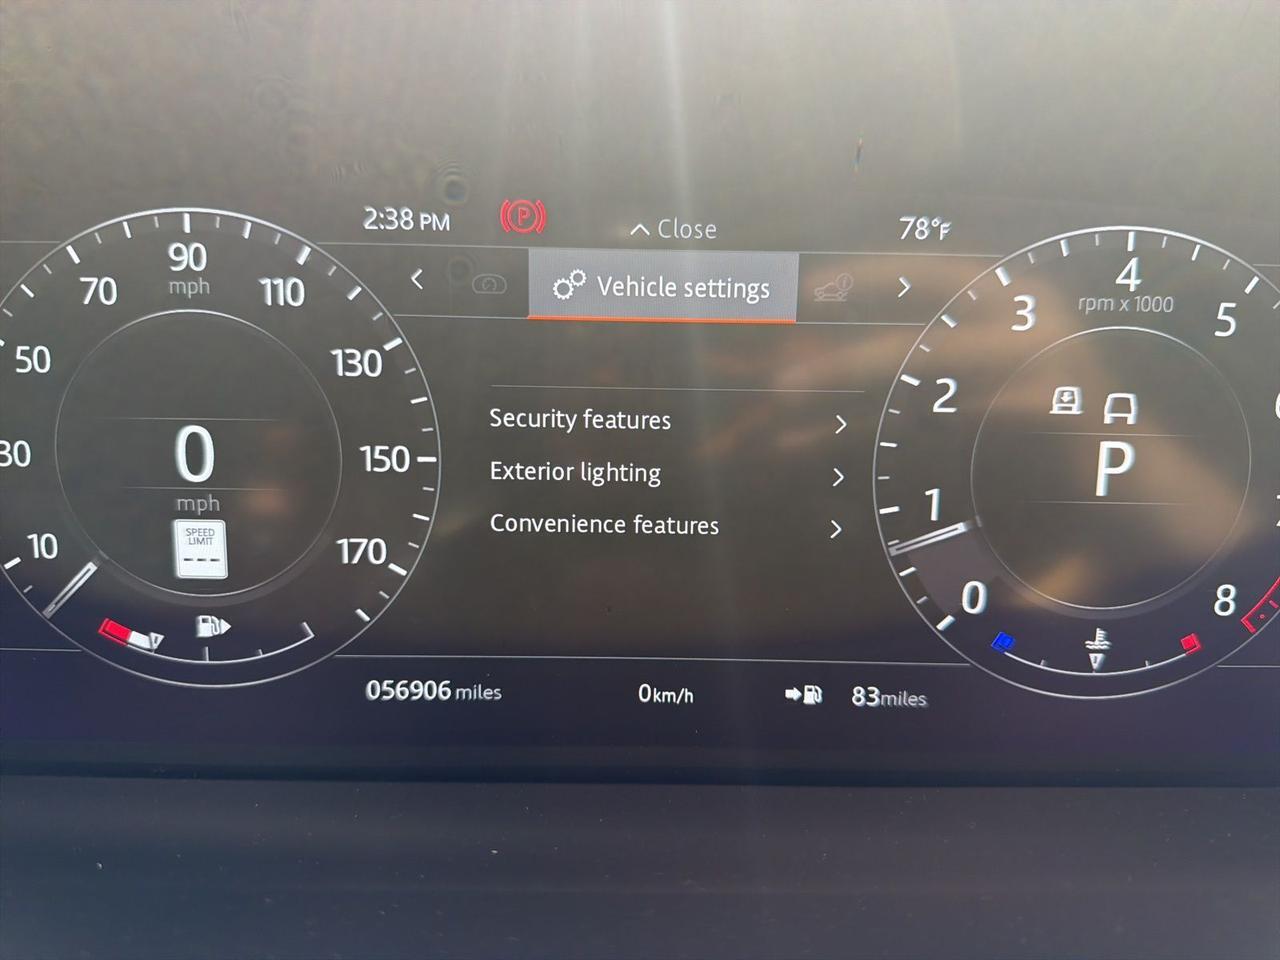 2:38 PM
P
Close
78°F
Vehicle settings
90
mph
70
110
50
130
30
150
10
170
0
mph
SPEED
LIMIT
---
Security features
Exterior lighting
Convenience features
4
rpm x 1000
3
5
2
1
0
8
P
056906 miles
0km/h
83miles